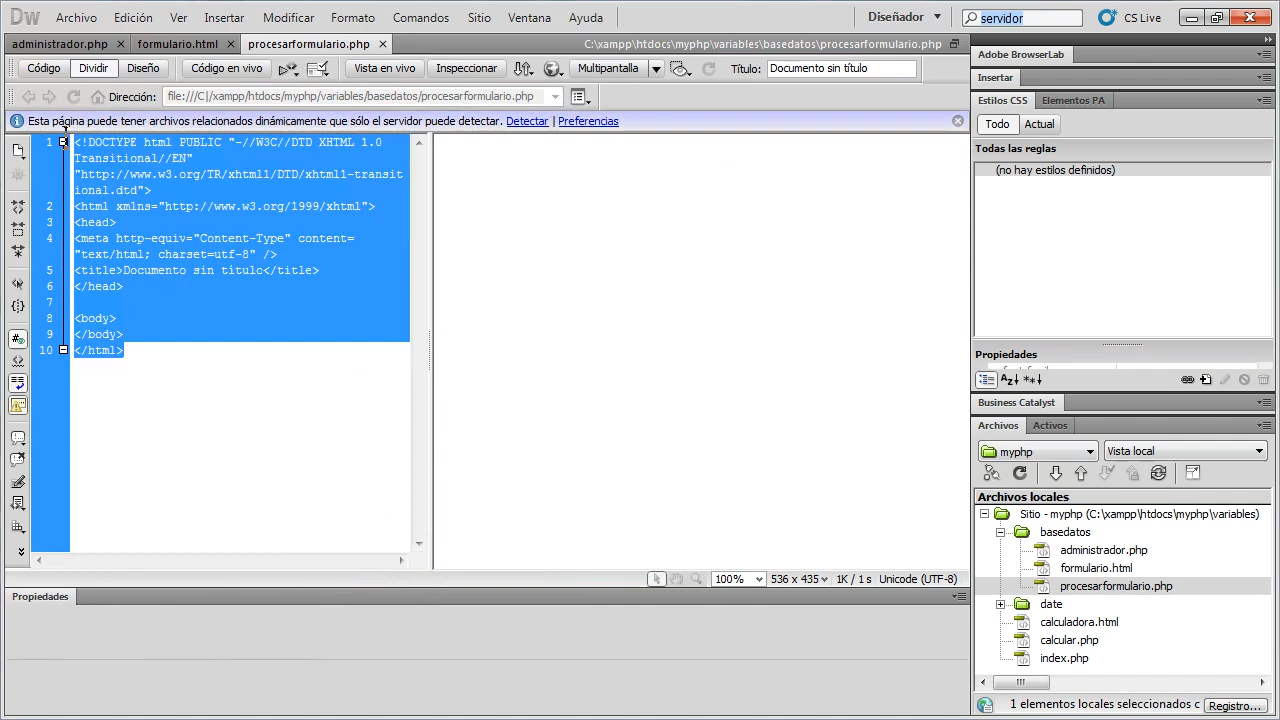 Dw Archivo Edición Ver Insertar Modificar Formato Comandos Sitio Ventana Ayuda Diseñador servidor CS Live
administrador.php formulario.html procesarformulario.php C:\xampp\htdocs\myphp\variables\basedatos\procesarformulario.php
Código Dividir Diseño Código en vivo Vista en vivo Inspeccionar Multipantalla Título: Documento sin título
Dirección: file:///C|/xampp/htdocs/myphp/variables/basedatos/procesarformulario.php
Esta página puede tener archivos relacionados dinámicamente que sólo el servidor puede detectar. Detectar | Preferencias
1 <!DOCTYPE html PUBLIC "-//W3C//DTD XHTML 1.0
Transitional//EN"
"http://www.w3.org/TR/xhtml1/DTD/xhtml1-transit
ional.dtd">
2 <html xmlns="http://www.w3.org/1999/xhtml">
3 <head>
4 <meta http-equiv="Content-Type" content=
"text/html; charset=utf-8" />
5 <title>Documento sin título</title>
6 </head>
7
8 <body>
9 </body>
10 </html>
100% 536 x 435 1K / 1 s Unicode (UTF-8)
Propiedades
Adobe BrowserLab
Insertar
Estilos CSS Elementos PA
Todo Actual
Todas las reglas
(no hay estilos definidos)
Propiedades
Business Catalyst
Archivos Activos
myphp Vista local
Archivos locales
Sitio - myphp (C:\xampp\htdocs\myphp\variables)
basedatos
administrador.php
formulario.html
procesarformulario.php
date
calculadora.html
calcular.php
index.php
1 elementos locales seleccionados c Registro...